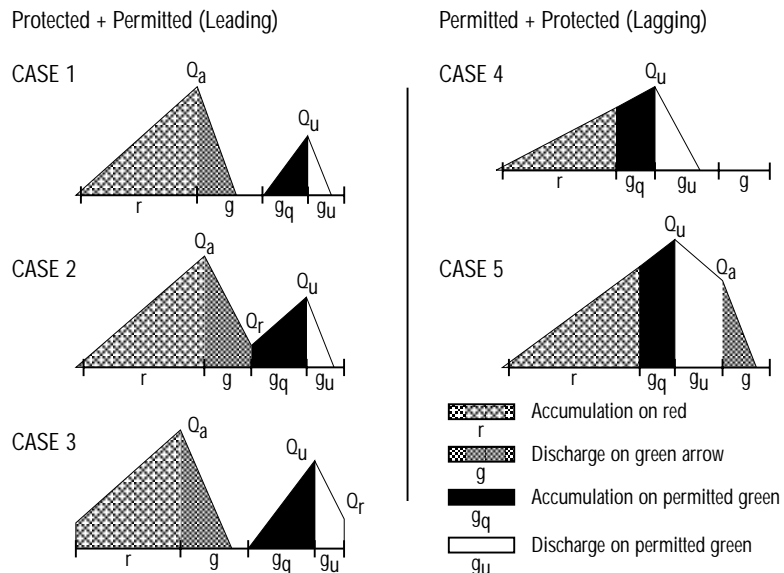 Protected + Permitted (Leading)
CASE 1
Qa
Qu
r g gq gu
CASE 2
Qa
Qr
Qu
r g gq gu
CASE 3
Qa
Qu
Qr
r g gq gu
Permitted + Protected (Lagging)
CASE 4
Qu
r gq gu g
CASE 5
Qu
Qa
r gq gu g
Accumulation on red
r
Discharge on green arrow
g
Accumulation on permitted green
gq
Discharge on permitted green
gu